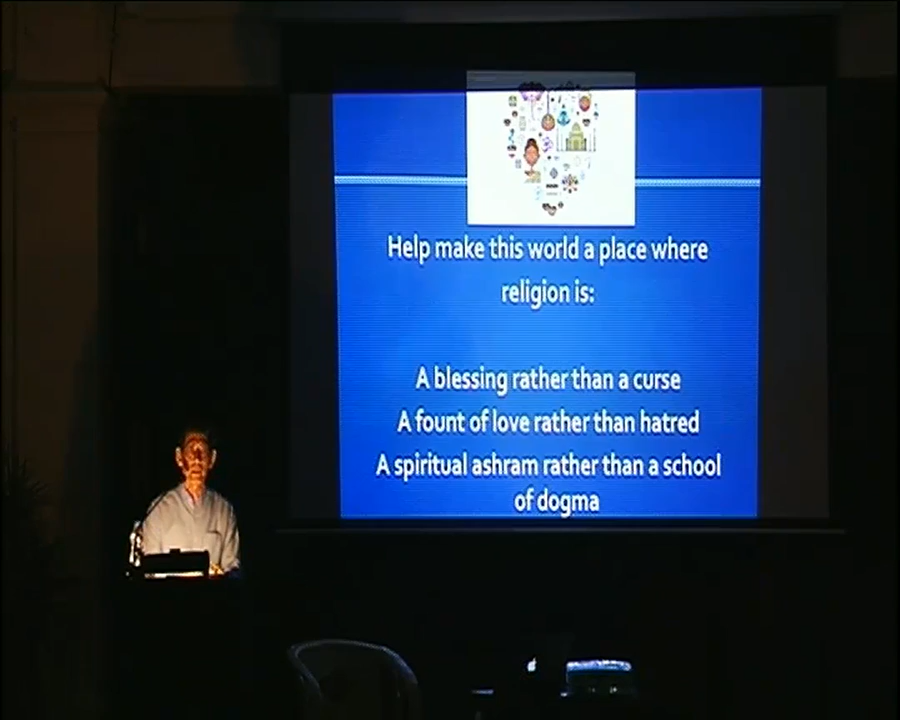 Help make this world a place where
religion is:
A blessing rather than a curse
A fount of love rather than hatred
A spiritual ashram rather than a school
of dogma